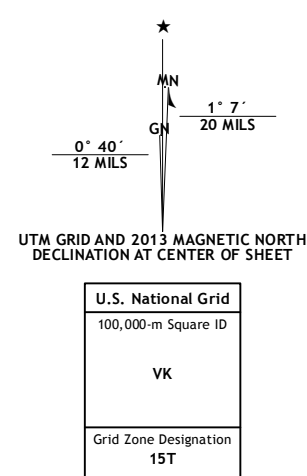 ★
MN
1° 7´
20 MILS
GN
0° 40´
12 MILS
UTM GRID AND 2013 MAGNETIC NORTH
DECLINATION AT CENTER OF SHEET
U.S. National Grid
100,000-m Square ID
VK
Grid Zone Designation
15T